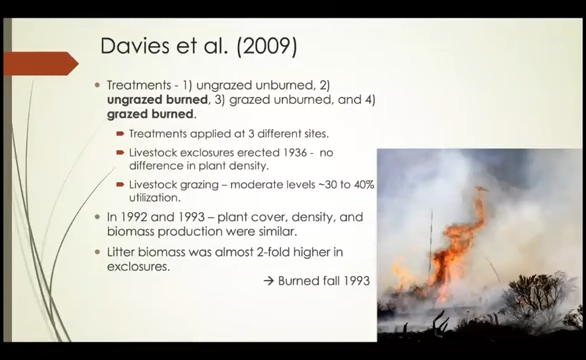 Davies et al. (2009)
Treatments - 1) ungrazed unburned, 2)
ungrazed burned, 3) grazed unburned, and 4)
grazed burned.
Treatments applied at 3 different sites.
Livestock exclosures erected 1936 - no
difference in plant density.
Livestock grazing – moderate levels ~30 to 40%
utilization.
In 1992 and 1993 – plant cover, density, and
biomass production were similar.
Litter biomass was almost 2-fold higher in
exclosures.
→ Burned fall 1993